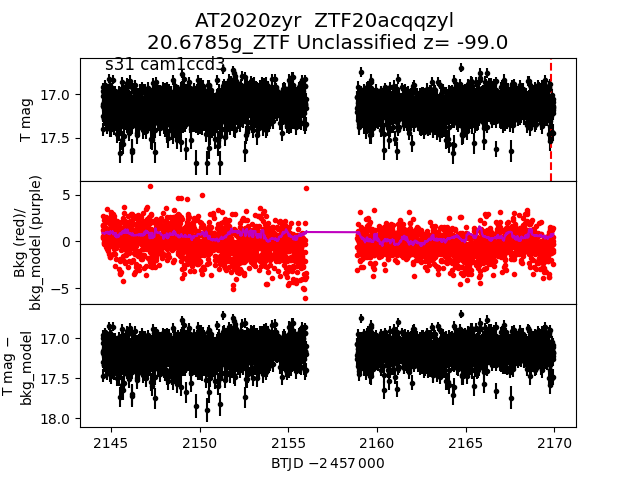 AT2020zyr  ZTF20acqqzyl
20.6785g_ZTF Unclassified z= -99.0
s31 cam1ccd3
T mag
17.0
17.5
Bkg (red)/
bkg_model (purple)
5
0
−5
T mag −
bkg_model
17.0
17.5
18.0
2145
2150
2155
2160
2165
2170
BTJD −2 457 000